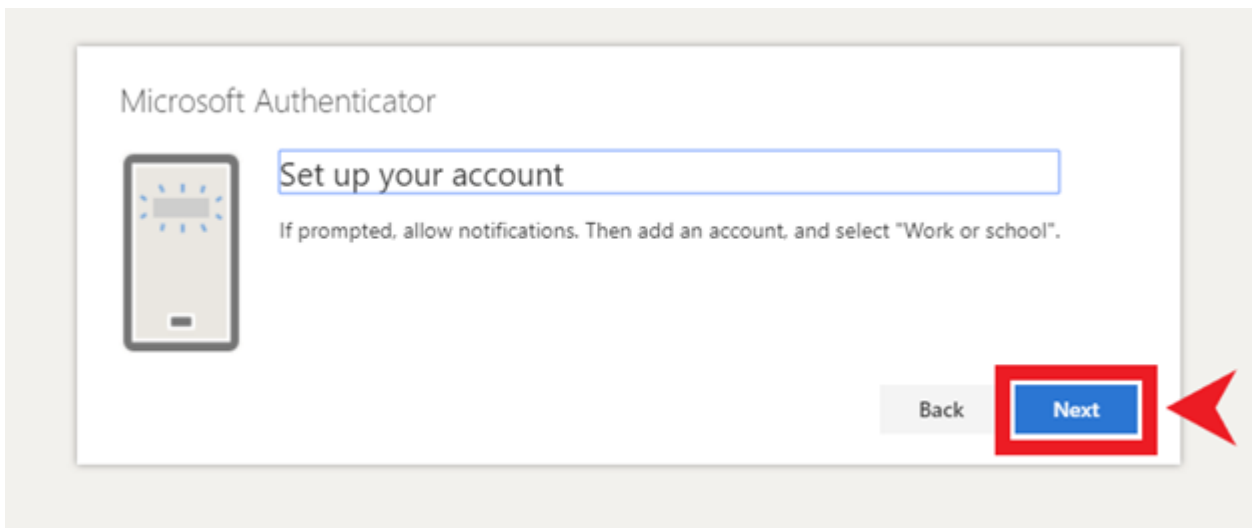 Microsoft Authenticator
Set up your account
If prompted, allow notifications. Then add an account, and select "Work or school".
Back
Next